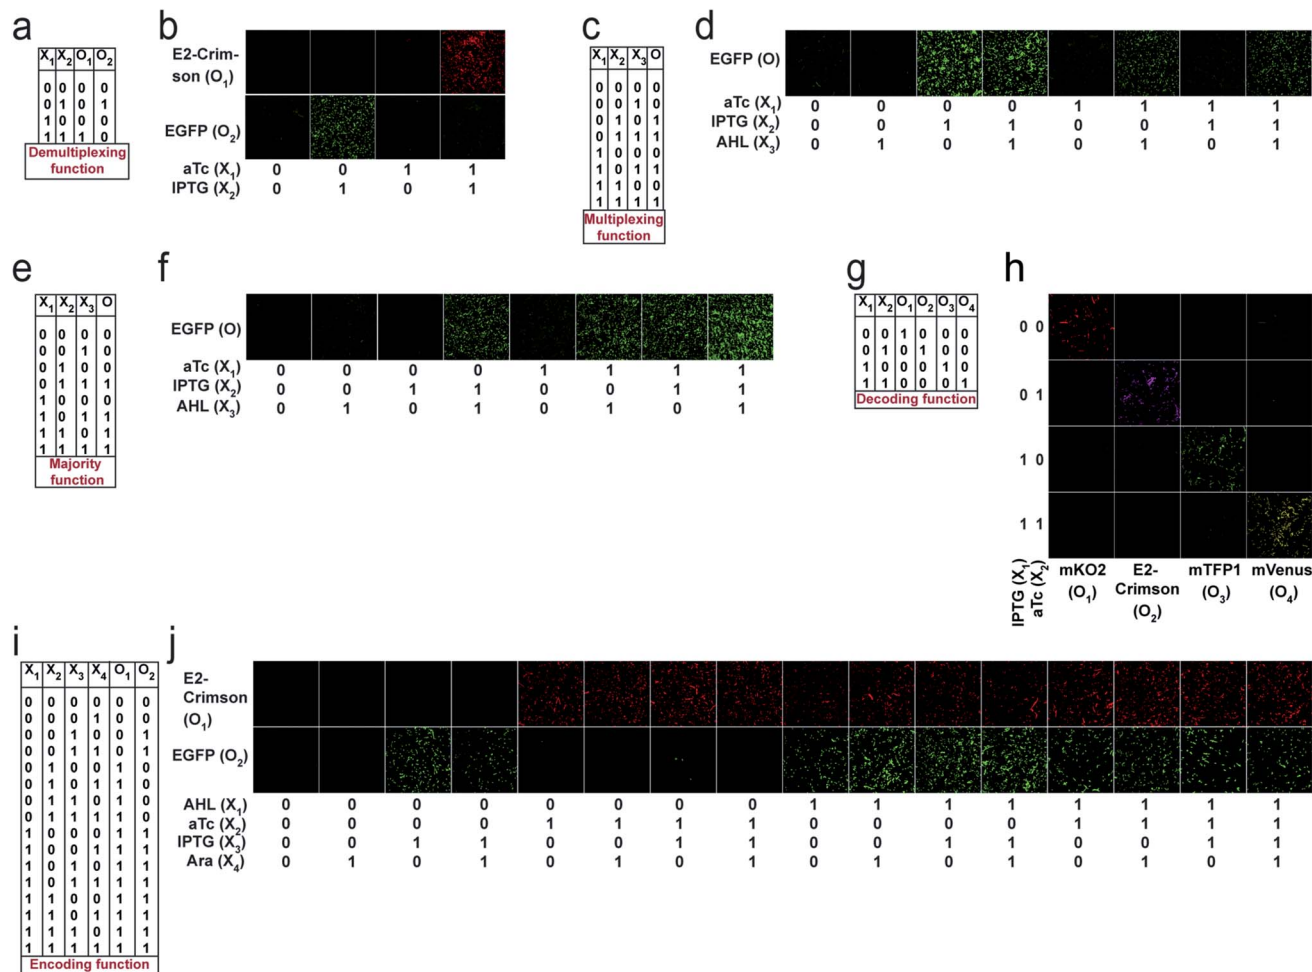 a
X₁ X₂ O₁ O₂
0 0 0 0
0 1 0 1
1 0 0 0
1 1 1 0
Demultiplexing
function
b
E2-Crim-
son (O₁)
EGFP (O₂)
aTc (X₁) 0 0 1 1
IPTG (X₂) 0 1 0 1
c
X₁ X₂ X₃ O
0 0 0 0
0 0 1 0
0 1 0 1
0 1 1 1
1 0 0 0
1 0 1 1
1 1 0 0
1 1 1 1
Multiplexing
function
d
EGFP (O)
aTc (X₁) 0 0 0 0 1 1 1 1
IPTG (X₂) 0 0 1 1 0 0 1 1
AHL (X₃) 0 1 0 1 0 1 0 1
e
X₁ X₂ X₃ O
0 0 0 0
0 0 1 0
0 1 0 0
0 1 1 1
1 0 0 0
1 0 1 1
1 1 0 1
1 1 1 1
Majority
function
f
EGFP (O)
aTc (X₁) 0 0 0 0 1 1 1 1
IPTG (X₂) 0 0 1 1 0 0 1 1
AHL (X₃) 0 1 0 1 0 1 0 1
g
X₁ X₂ O₁ O₂ O₃ O₄
0 0 1 0 0 0
0 1 0 1 0 0
1 0 0 0 1 0
1 1 0 0 0 1
Decoding function
h
0 0
0 1
1 0
1 1
IPTG (X₁)
aTc (X₂)
mKO2
(O₁)
E2-
Crimson
(O₂)
mTFP1
(O₃)
mVenus
(O₄)
i
X₁ X₂ X₃ X₄ O₁ O₂
0 0 0 0 0 0
0 0 0 1 0 0
0 0 1 0 0 1
0 0 1 1 0 1
0 1 0 0 1 0
0 1 0 1 1 0
0 1 1 0 1 0
0 1 1 1 1 0
1 0 0 0 1 1
1 0 0 1 1 1
1 0 1 0 1 1
1 0 1 1 1 1
1 1 0 0 1 1
1 1 0 1 1 1
1 1 1 0 1 1
1 1 1 1 1 1
Encoding function
j
E2-
Crimson
(O₁)
EGFP (O₂)
AHL (X₁) 0 0 0 0 0 0 0 0 1 1 1 1 1 1 1 1
aTc (X₂) 0 0 0 0 1 1 1 1 0 0 0 0 1 1 1 1
IPTG (X₃) 0 0 1 1 0 0 1 1 0 0 1 1 0 0 1 1
Ara (X₄) 0 1 0 1 0 1 0 1 0 1 0 1 0 1 0 1